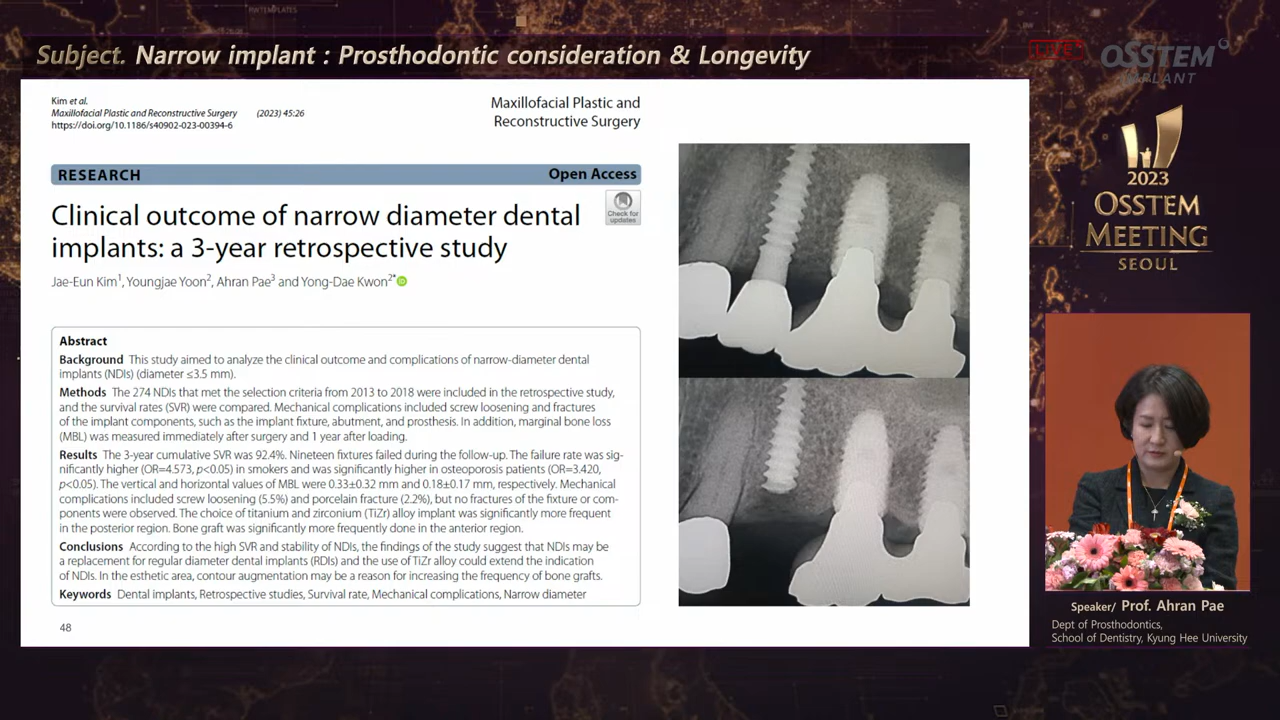 Subject. Narrow implant : Prosthodontic consideration & Longevity
LIVE
OSSTEM
IMPLANT
Kim et al.
Maxillofacial Plastic and Reconstructive Surgery (2023) 45:26
https://doi.org/10.1186/s40902-023-00394-6
Maxillofacial Plastic and
Reconstructive Surgery
RESEARCH Open Access
Clinical outcome of narrow diameter dental
implants: a 3-year retrospective study
Check for
updates
Jae-Eun Kim1, Youngjae Yoon2, Ahran Pae3 and Yong-Dae Kwon2*
Abstract
Background This study aimed to analyze the clinical outcome and complications of narrow-diameter dental
implants (NDIs) (diameter ≤3.5 mm).
Methods The 274 NDIs that met the selection criteria from 2013 to 2018 were included in the retrospective study,
and the survival rates (SVR) were compared. Mechanical complications included screw loosening and fractures
of the implant components, such as the implant fixture, abutment, and prosthesis. In addition, marginal bone loss
(MBL) was measured immediately after surgery and 1 year after loading.
Results The 3-year cumulative SVR was 92.4%. Nineteen fixtures failed during the follow-up. The failure rate was sig-
nificantly higher (OR=4.573, p<0.05) in smokers and was significantly higher in osteoporosis patients (OR=3.420,
p<0.05). The vertical and horizontal values of MBL were 0.33±0.32 mm and 0.18±0.17 mm, respectively. Mechanical
complications included screw loosening (5.5%) and porcelain fracture (2.2%), but no fractures of the fixture or com-
ponents were observed. The choice of titanium and zirconium (TiZr) alloy implant was significantly more frequent
in the posterior region. Bone graft was significantly more frequently done in the anterior region.
Conclusions According to the high SVR and stability of NDIs, the findings of the study suggest that NDIs may be
a replacement for regular diameter dental implants (RDIs) and the use of TiZr alloy could extend the indication
of NDIs. In the esthetic area, contour augmentation may be a reason for increasing the frequency of bone grafts.
Keywords Dental implants, Retrospective studies, Survival rate, Mechanical complications, Narrow diameter
48
2023
OSSTEM
MEETING
SEOUL
Speaker/ Prof. Ahran Pae
Dept of Prosthodontics,
School of Dentistry, Kyung Hee University